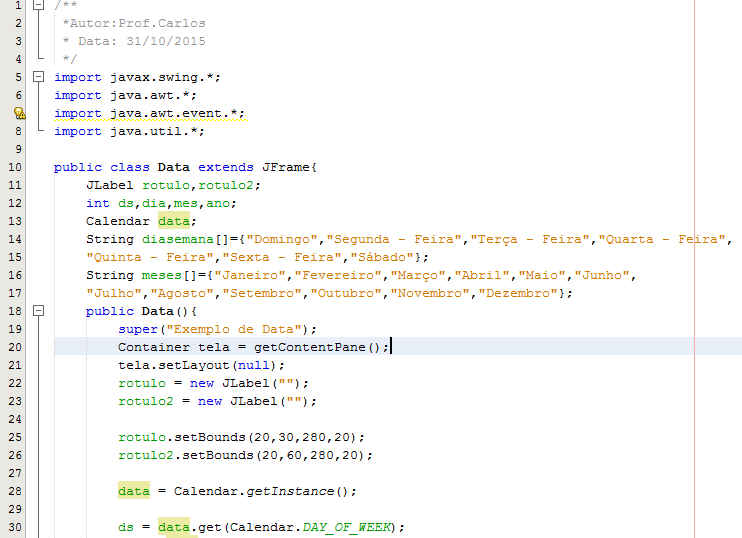 1 /**
2 *Autor:Prof.Carlos
3 * Data: 31/10/2015
4 */
5 import javax.swing.*;
6 import java.awt.*;
import java.awt.event.*;
8 import java.util.*;
9
10 public class Data extends JFrame{
11 JLabel rotulo,rotulo2;
12 int ds,dia,mes,ano;
13 Calendar data;
14 String diasemana[]={"Domingo","Segunda - Feira","Terça - Feira","Quarta - Feira",
15 "Quinta - Feira","Sexta - Feira","Sábado"};
16 String meses[]={"Janeiro","Fevereiro","Março","Abril","Maio","Junho",
17 "Julho","Agosto","Setembro","Outubro","Novembro","Dezembro"};
18 public Data(){
19 super("Exemplo de Data");
20 Container tela = getContentPane();
21 tela.setLayout(null);
22 rotulo = new JLabel("");
23 rotulo2 = new JLabel("");
24
25 rotulo.setBounds(20,30,280,20);
26 rotulo2.setBounds(20,60,280,20);
27
28 data = Calendar.getInstance();
29
30 ds = data.get(Calendar.DAY_OF_WEEK);